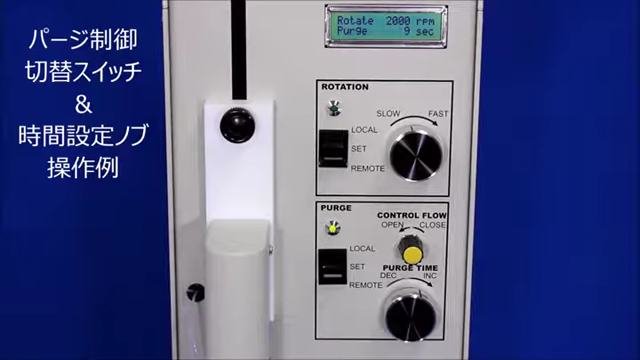 パージ制御
切替スイッチ
&
時間設定ノブ
操作例
Rotate 2000 rpm
Purge 9 sec
ROTATION
SLOW FAST
LOCAL
SET
REMOTE
PURGE
CONTROL FLOW
OPEN CLOSE
LOCAL
SET
REMOTE
PURGE TIME
DEC INC